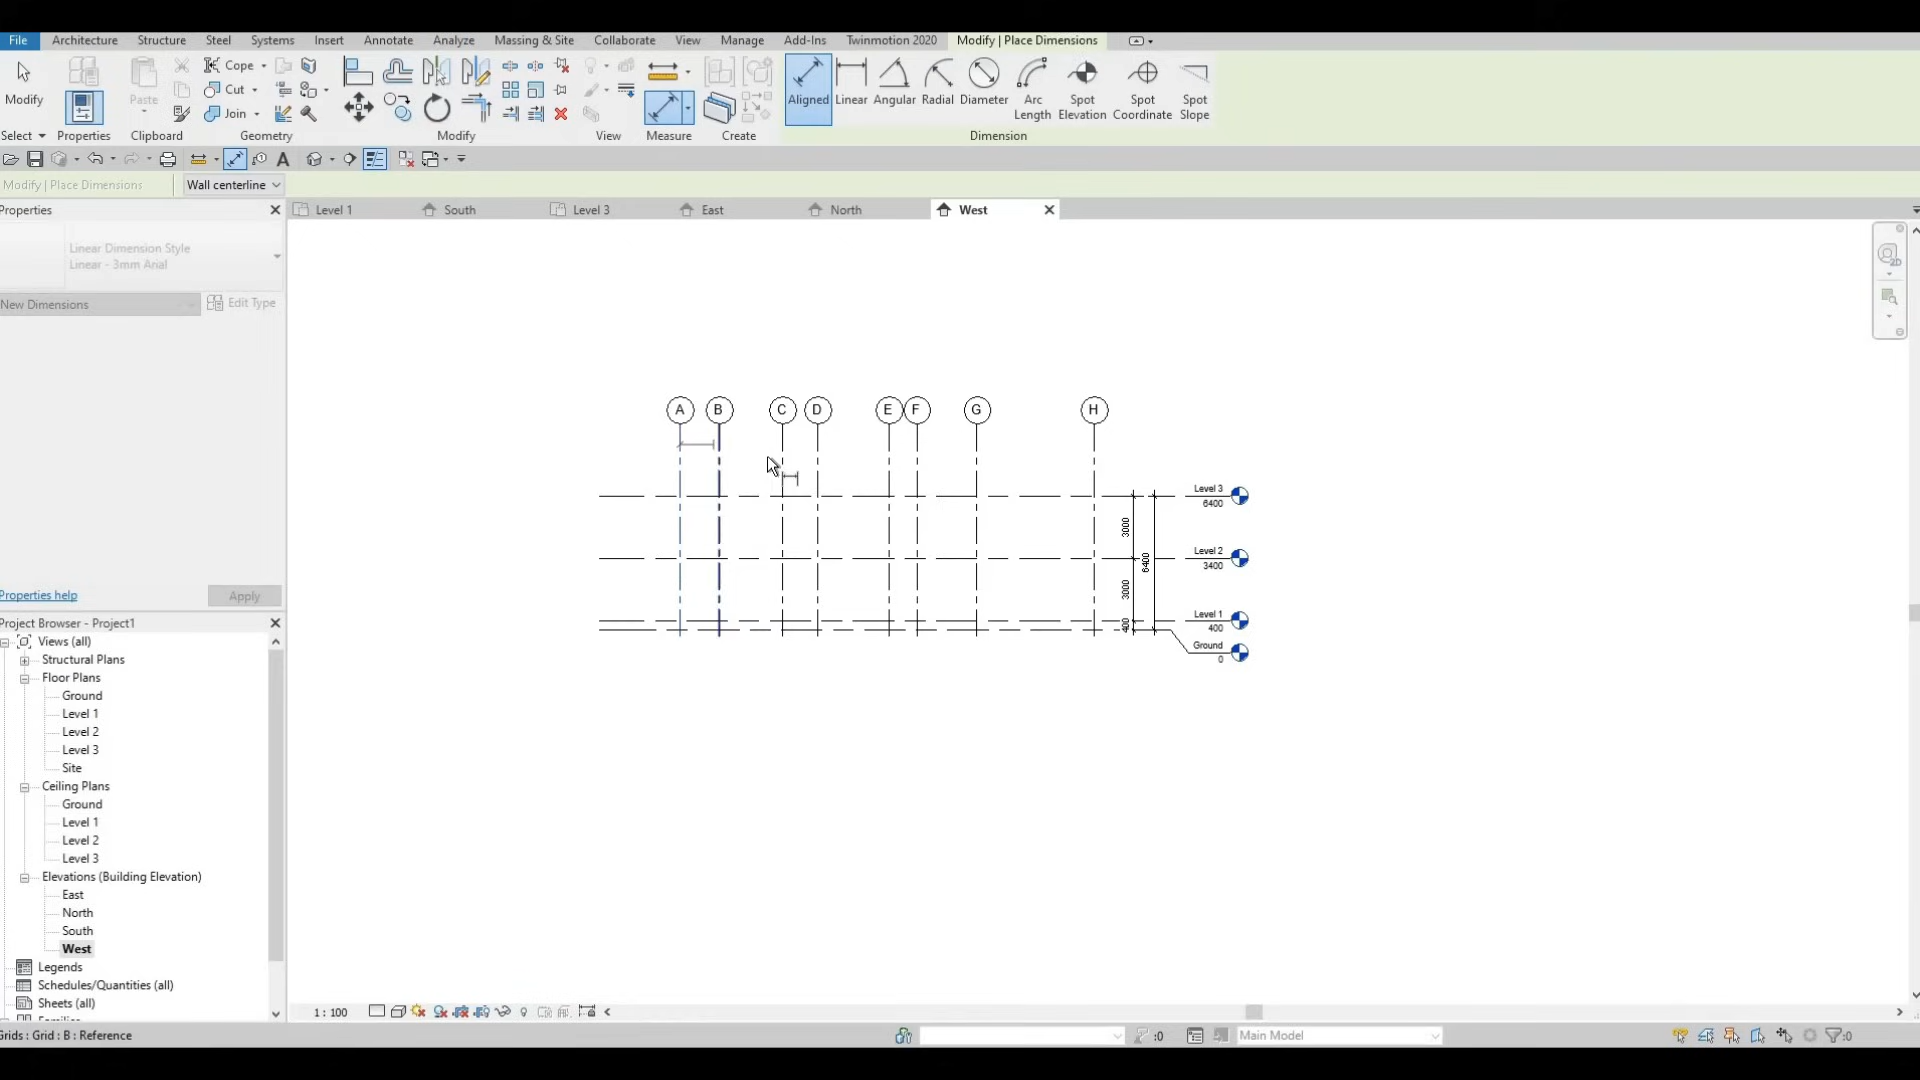 File Architecture Structure Steel Systems Insert Annotate Analyze Massing & Site Collaborate View Manage Add-Ins Twinmotion 2020 Modify | Place Dimensions
Modify Paste Cope Cut Join Aligned Linear Angular Radial Diameter Arc Length Spot Elevation Spot Coordinate Spot Slope
Select Properties Clipboard Geometry Modify View Measure Create Dimension
A
Modify | Place Dimensions Wall centerline
Properties
Level 1 South Level 3 East North West
Linear Dimension Style
Linear - 3mm Arial
New Dimensions Edit Type
2D
A B C D E F G H
Level 3
6400
3000
Level 2
3400
6400
3000
Level 1
400
400
Ground
0
Properties help Apply
Project Browser - Project1
Views (all)
Structural Plans
Floor Plans
Ground
Level 1
Level 2
Level 3
Site
Ceiling Plans
Ground
Level 1
Level 2
Level 3
Elevations (Building Elevation)
East
North
South
West
Legends
Schedules/Quantities (all)
Sheets (all)
1 : 100
Grids : Grid : B : Reference :0 Main Model :0